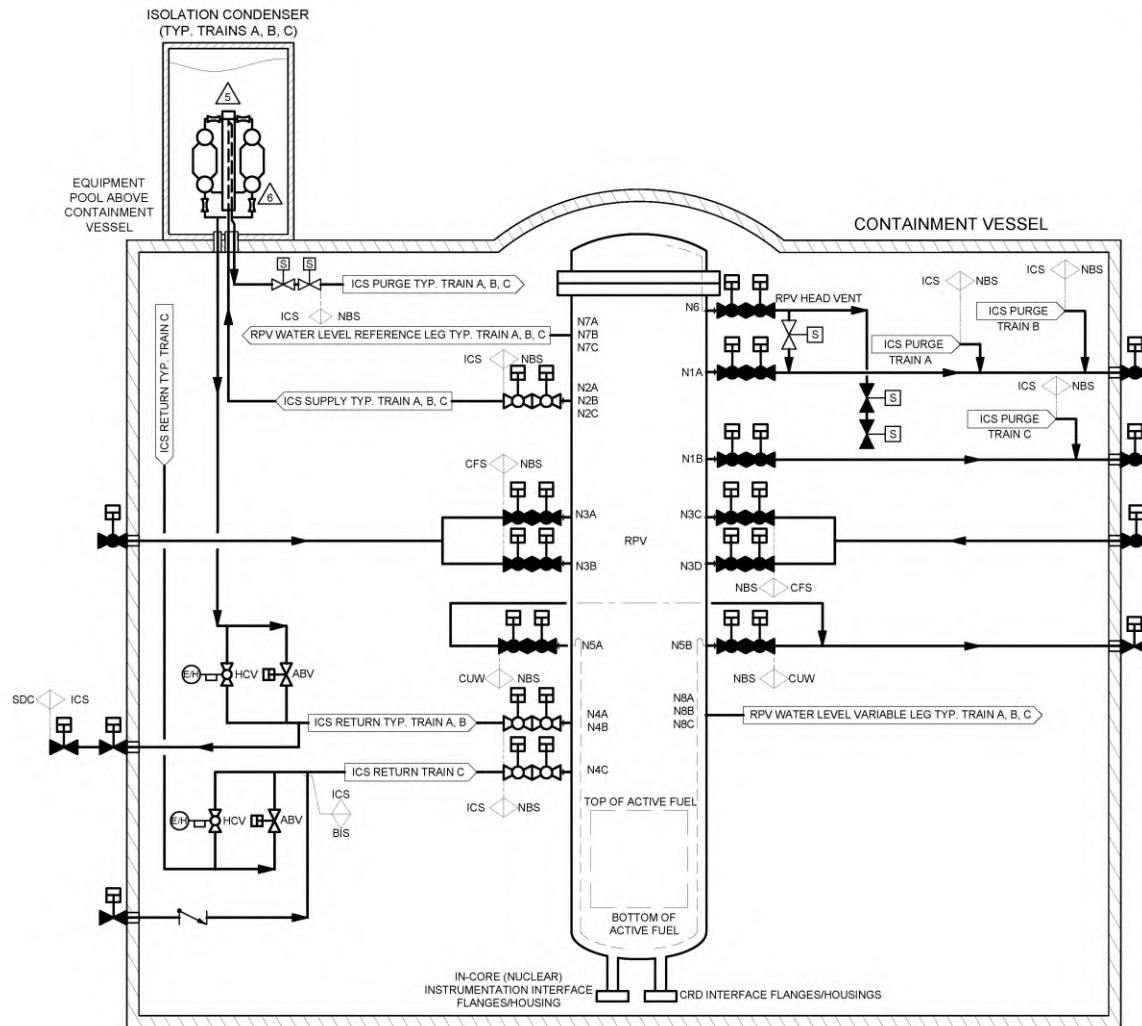 ISOLATION CONDENSER
(TYP. TRAINS A, B, C)
5
6
EQUIPMENT
POOL ABOVE
CONTAINMENT
VESSEL
CONTAINMENT VESSEL
S S
ICS PURGE TYP. TRAIN A, B, C
ICS NBS
RPV WATER LEVEL REFERENCE LEG TYP. TRAIN A, B, C
N7A
N7B
N7C
ICS NBS
ICS SUPPLY TYP. TRAIN A, B, C
N2A
N2B
N2C
ICS RETURN TYP. TRAIN C
N6
RPV HEAD VENT
S
ICS NBS
ICS NBS
ICS PURGE
TRAIN B
ICS PURGE
TRAIN A
N1A
ICS NBS
S
S
ICS PURGE
TRAIN C
N1B
CFS NBS
N3A
N3B
RPV
N3C
N3D
NBS CFS
N5A
CUW NBS
N5B
NBS CUW
E/H
HCV
ABV
SDC ICS
ICS RETURN TYP. TRAIN A, B
N4A
N4B
N8A
N8B
N8C
RPV WATER LEVEL VARIABLE LEG TYP. TRAIN A, B, C
ICS RETURN TRAIN C
N4C
ICS NBS
ICS
BIS
E/H
HCV
ABV
TOP OF ACTIVE FUEL
BOTTOM OF
ACTIVE FUEL
IN-CORE (NUCLEAR)
INSTRUMENTATION INTERFACE
FLANGES/HOUSING
CRD INTERFACE FLANGES/HOUSINGS